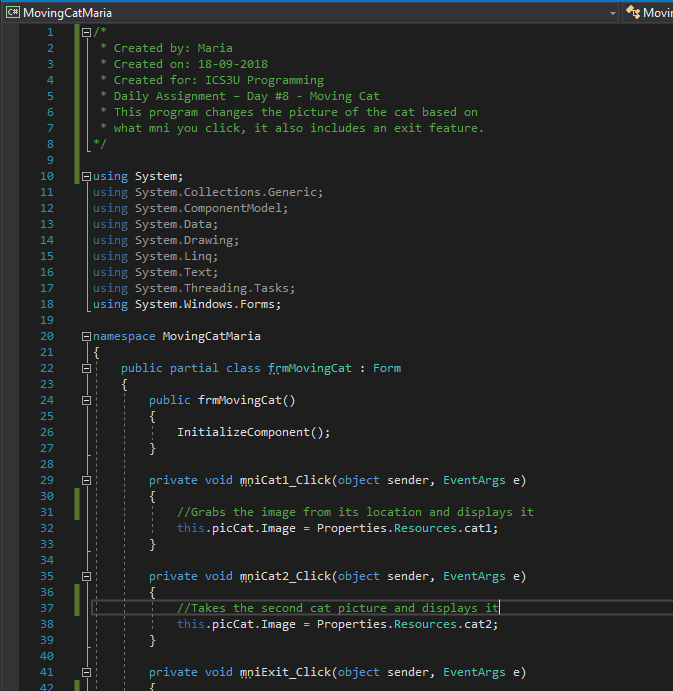 C# MovingCatMaria Movin
1 /*
2 * Created by: Maria
3 * Created on: 18-09-2018
4 * Created for: ICS3U Programming
5 * Daily Assignment – Day #8 - Moving Cat
6 * This program changes the picture of the cat based on
7 * what mni you click, it also includes an exit feature.
8 */
9
10 using System;
11 using System.Collections.Generic;
12 using System.ComponentModel;
13 using System.Data;
14 using System.Drawing;
15 using System.Linq;
16 using System.Text;
17 using System.Threading.Tasks;
18 using System.Windows.Forms;
19
20 namespace MovingCatMaria
21 {
22 public partial class frmMovingCat : Form
23 {
24 public frmMovingCat()
25 {
26 InitializeComponent();
27 }
28
29 private void mniCat1_Click(object sender, EventArgs e)
30 {
31 //Grabs the image from its location and displays it
32 this.picCat.Image = Properties.Resources.cat1;
33 }
34
35 private void mniCat2_Click(object sender, EventArgs e)
36 {
37 //Takes the second cat picture and displays it
38 this.picCat.Image = Properties.Resources.cat2;
39 }
40
41 private void mniExit_Click(object sender, EventArgs e)
42 {